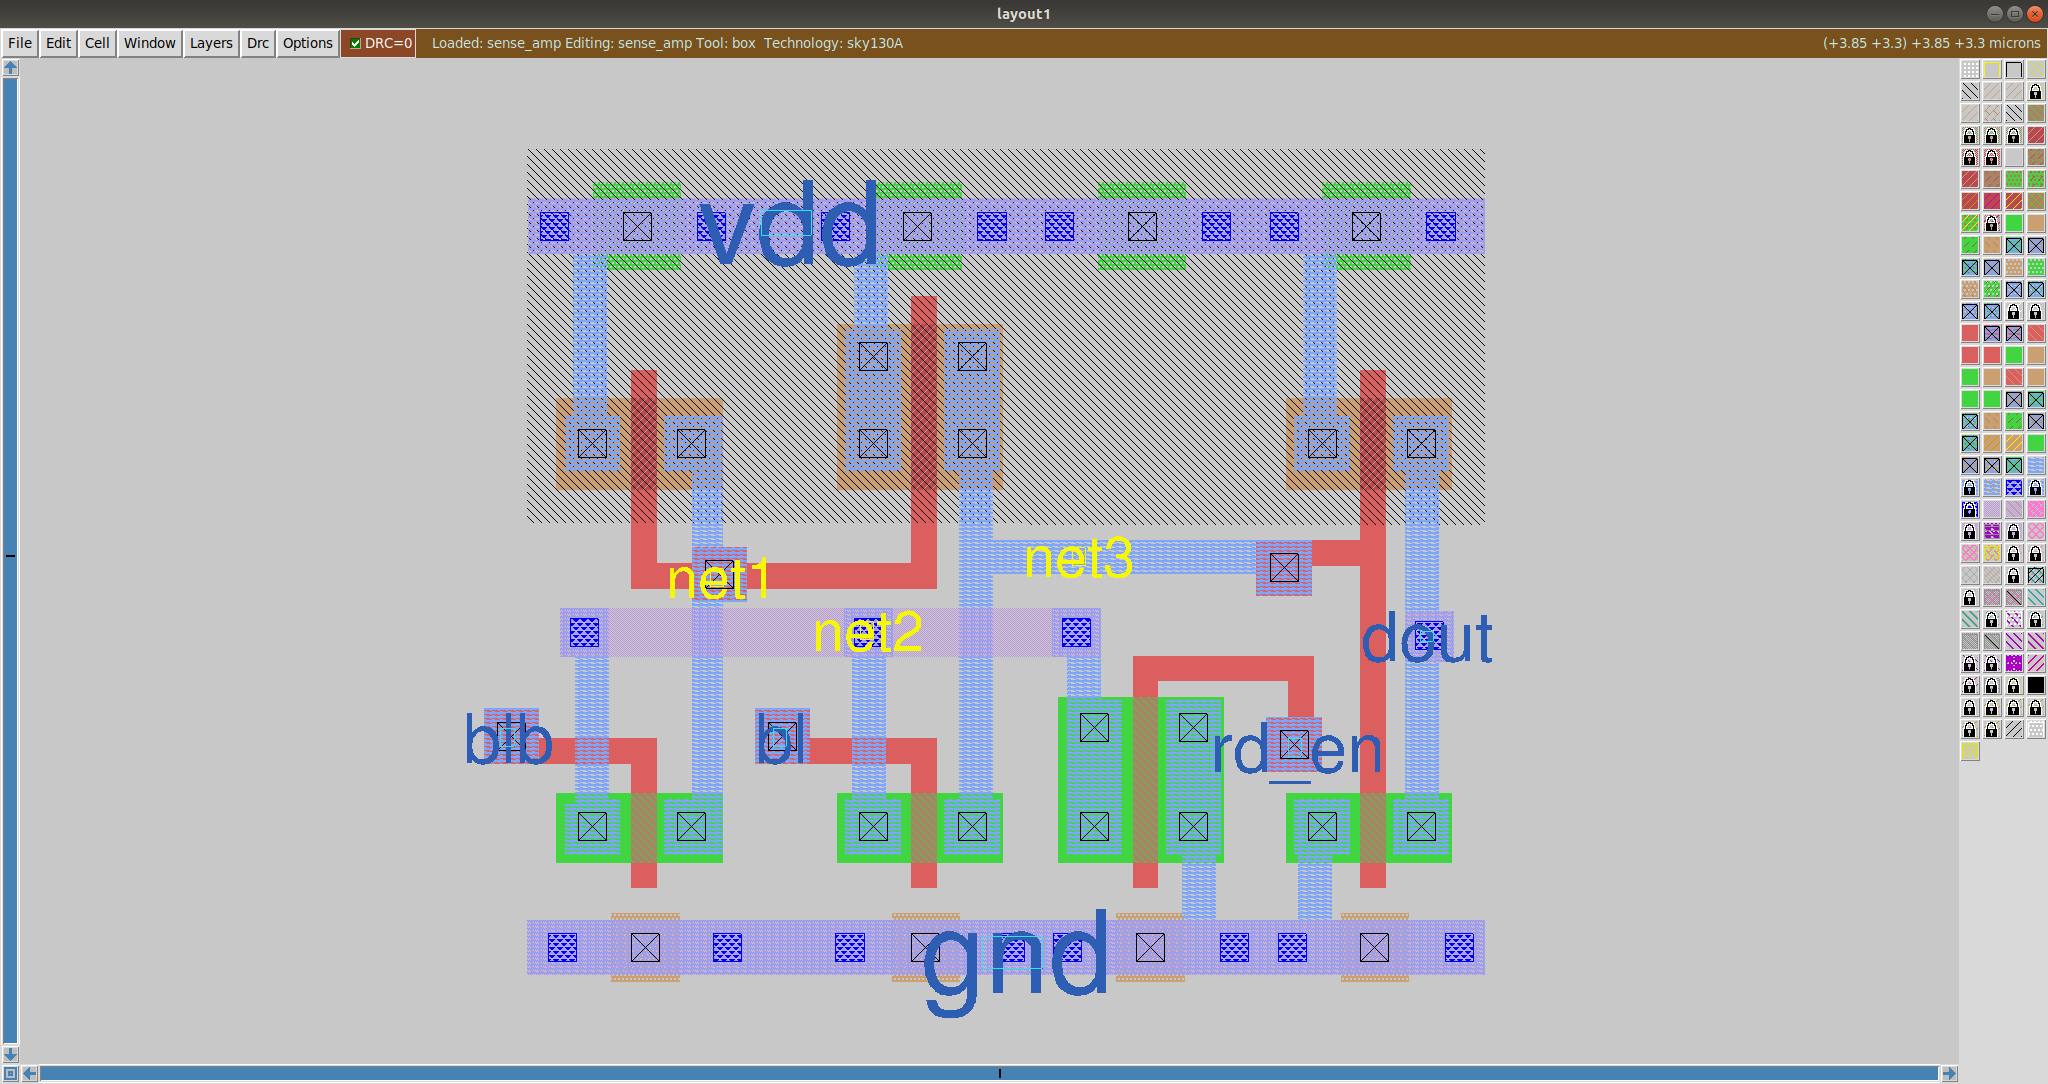 layout1
File Edit Cell Window Layers Drc Options DRC=0 Loaded: sense_amp Editing: sense_amp Tool: box Technology: sky130A (+3.85 +3.3) +3.85 +3.3 microns
vdd
net1
net3
net2
dout
blb
bl
rd_en
gnd